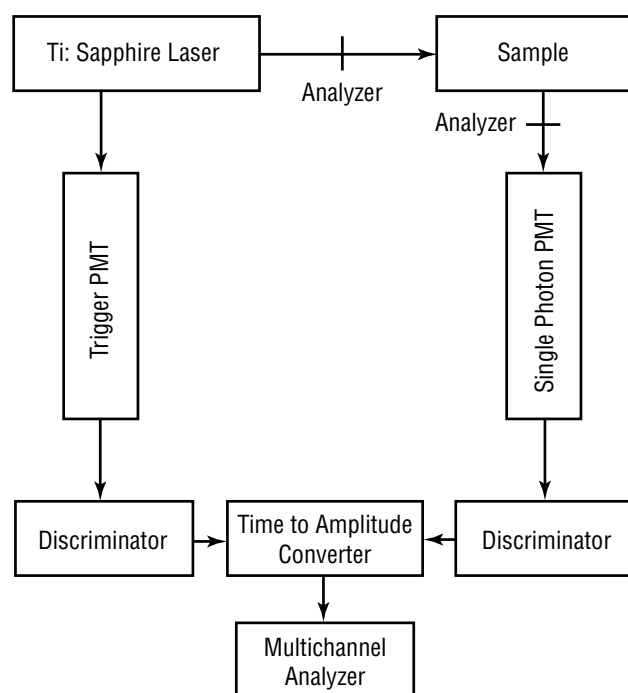 Ti: Sapphire Laser
Sample
Analyzer
Analyzer
Trigger PMT
Single Photon PMT
Discriminator
Time to Amplitude
Converter
Discriminator
Multichannel
Analyzer